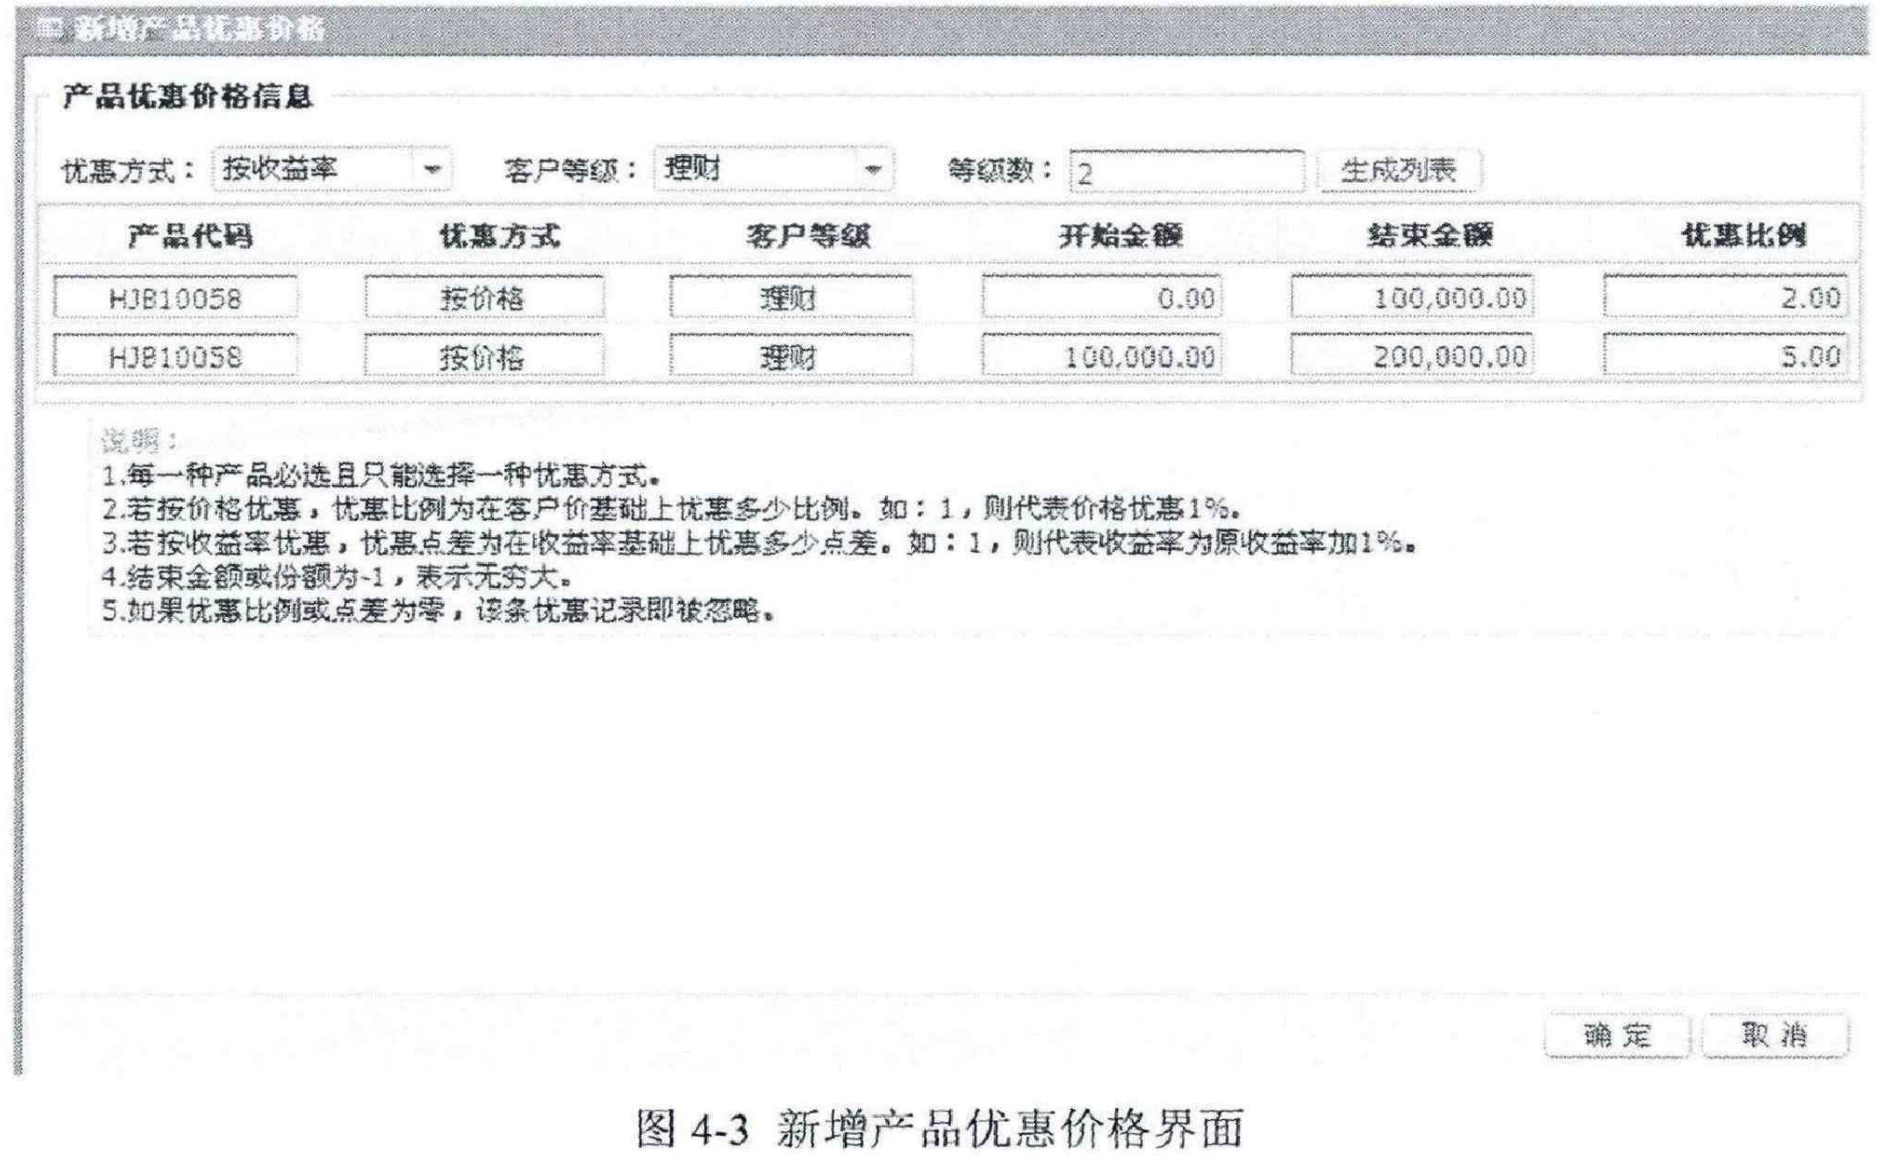 新增产品优惠价格
产品优惠价格信息
优惠方式： 按收益率 客户等级： 理财 等级数： 2 生成列表
产品代码 优惠方式 客户等级 开始金额 结束金额 优惠比例
HJB10058 按价格 理财 0.00 100,000.00 2.00
HJB10058 按价格 理财 100,000.00 200,000.00 5.00
说明：
1.每一种产品必选且只能选择一种优惠方式。
2.若按价格优惠，优惠比例为在客户价基础上优惠多少比例。如：1，则代表价格优惠1%。
3.若按收益率优惠，优惠点差为在收益率基础上优惠多少点差。如：1，则代表收益率为原收益率加1%。
4.结束金额或份额为-1，表示无穷大。
5.如果优惠比例或点差为零，该条优惠记录即被忽略。
确定 取消
图 4-3 新增产品优惠价格界面